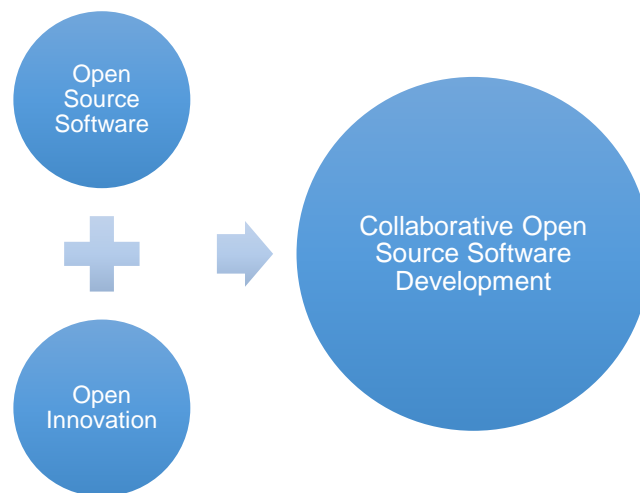 Open
Source
Software
Open
Innovation
Collaborative Open
Source Software
Development